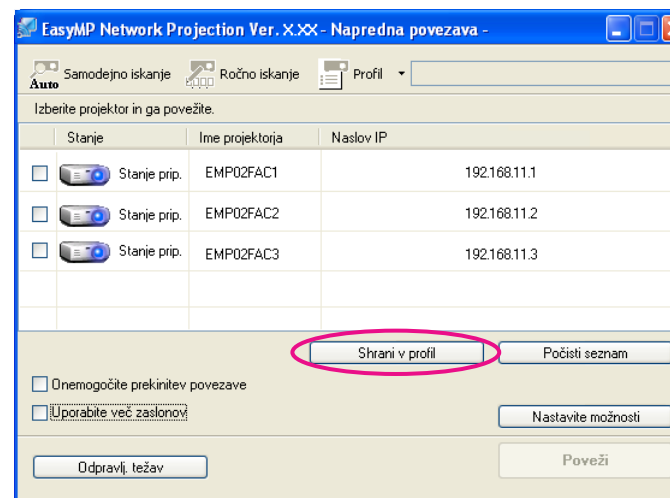 EasyMP Network Projection Ver. X.XX - Napredna povezava -
Auto Samodejno iskanje Ročno iskanje Profil
Izberite projektor in ga povežite.
Stanje Ime projektorja Naslov IP
Stanje prip. EMP02FAC1 192.168.11.1
Stanje prip. EMP02FAC2 192.168.11.2
Stanje prip. EMP02FAC3 192.168.11.3
Shrani v profil Počisti seznam
Onemogočite prekinitev povezave
Uporabite več zaslonov Nastavite možnosti
Odpravlj. težav Poveži